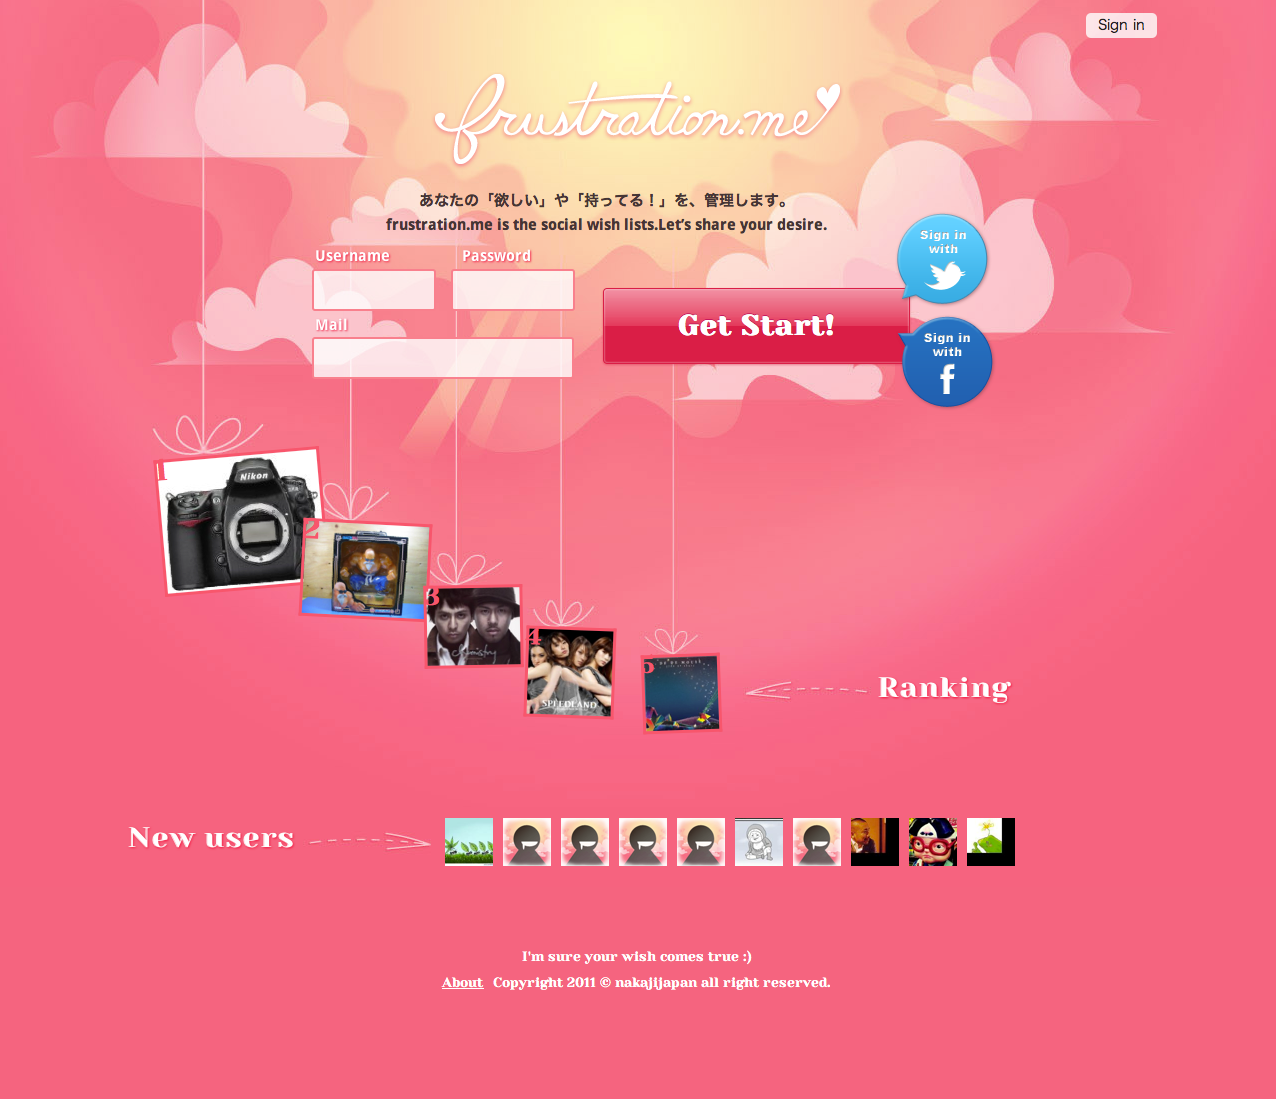 Sign in
frustration.me
あなたの「欲しい」や「持ってる！」を、管理します。
frustration.me is the social wish lists.Let's share your desire.
Username
Password
Mail
Get Start!
Sign in
with
Sign in
with
f
1
Nikon
2
3
chemistry
4
SPEEDLAND
5
Ranking
New users
I'm sure your wish comes true :)
About Copyright 2011 © nakajijapan all right reserved.